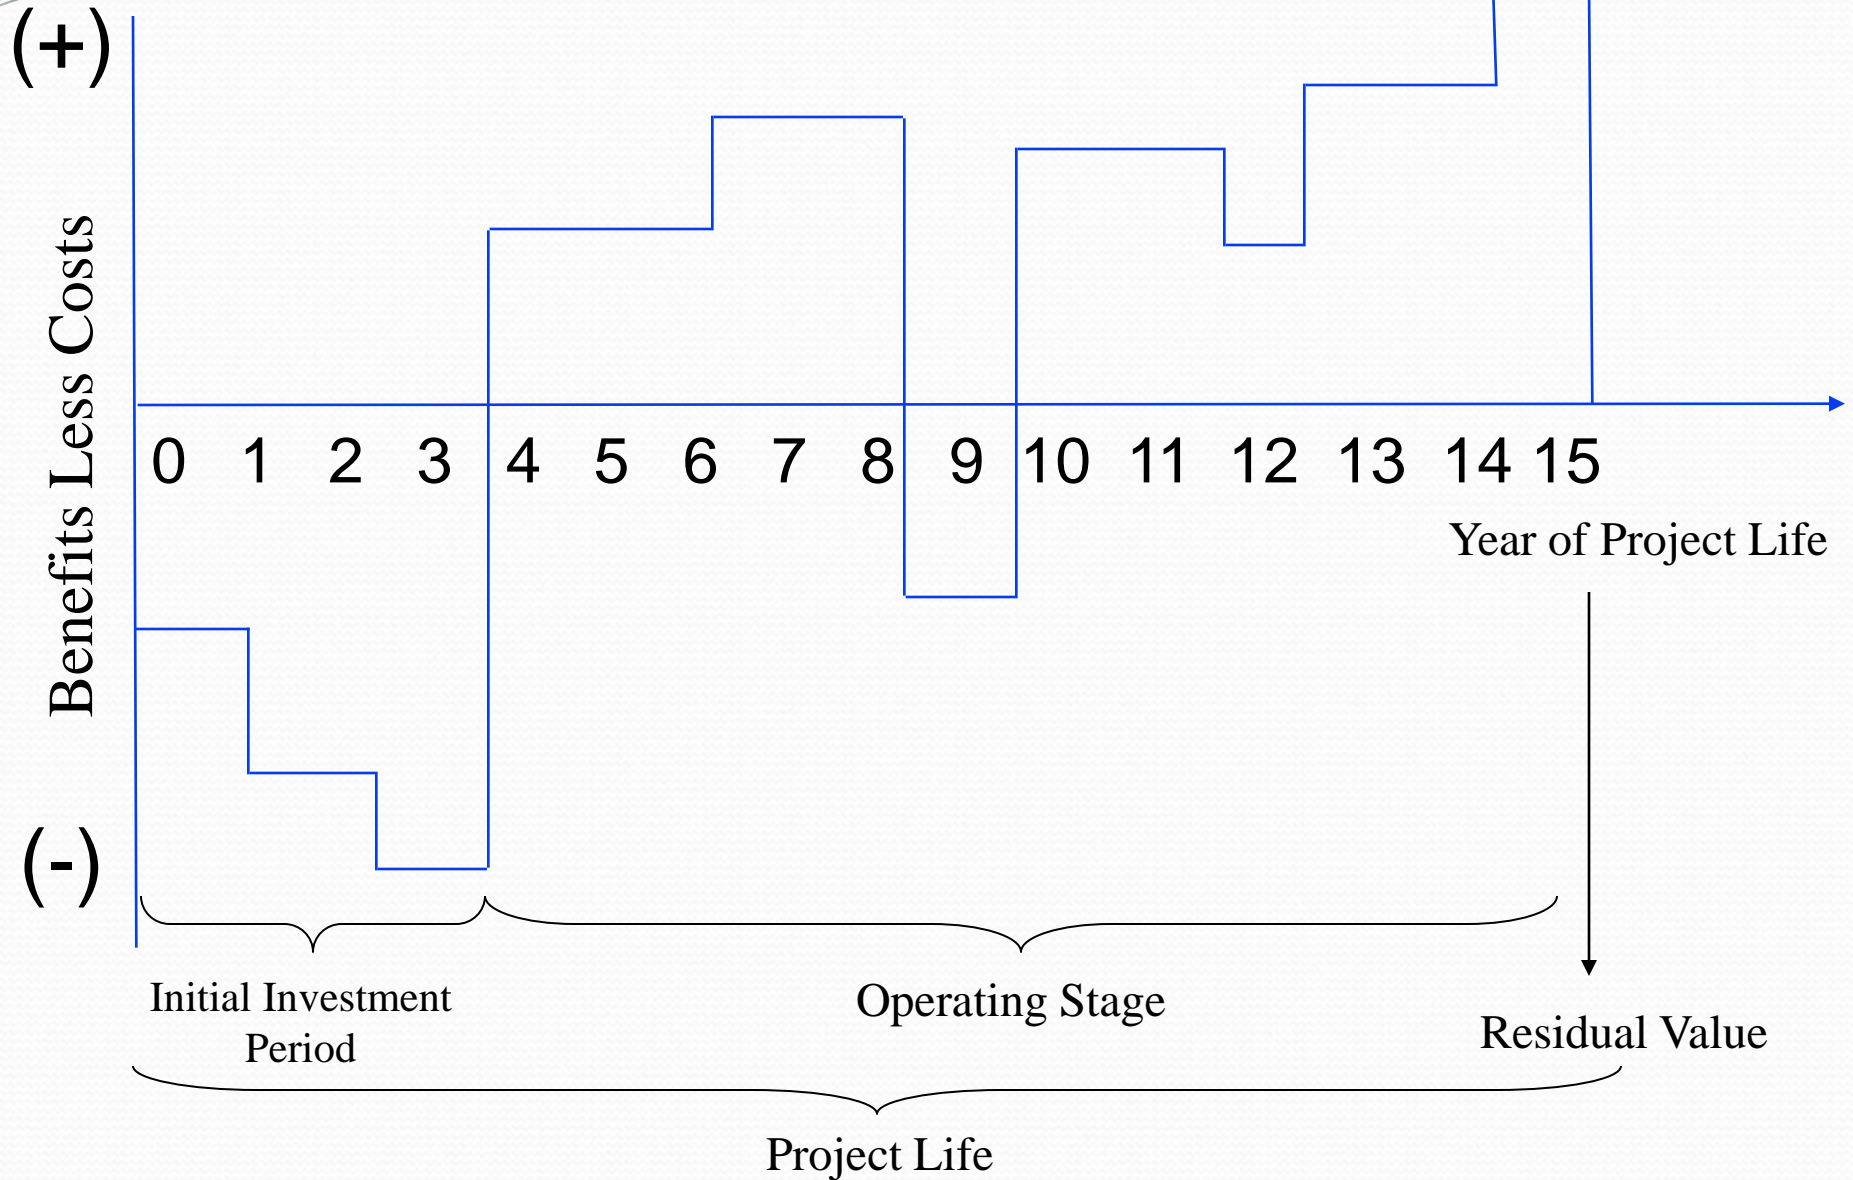 (+)
Benefits Less Costs
0 1 2 3 4 5 6 7 8 9 10 11 12 13 14 15
Year of Project Life
(-)
Initial Investment
Period
Operating Stage
Residual Value
Project Life